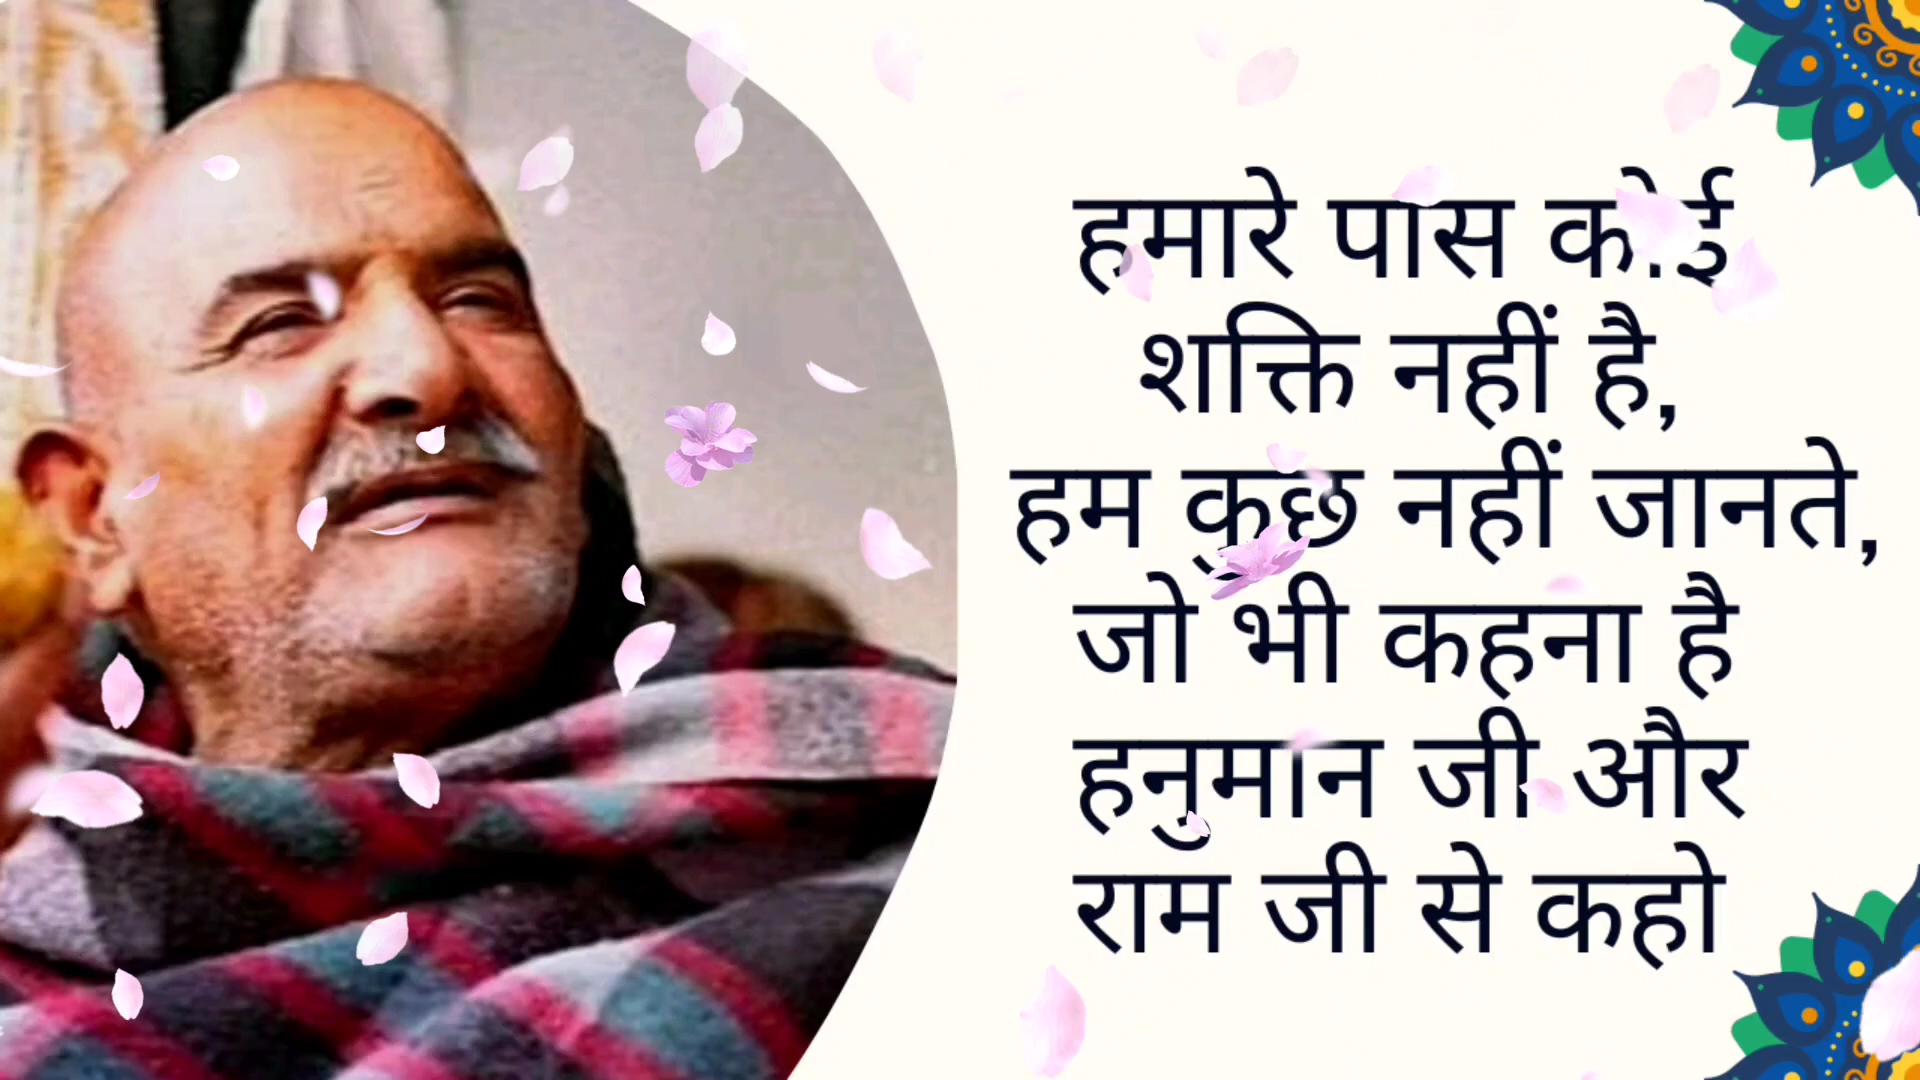 हमारे पास कोई
शक्ति नहीं है,
हम कुछ नहीं जानते,
जो भी कहना है
हनुमान जी और
राम जी से कहो